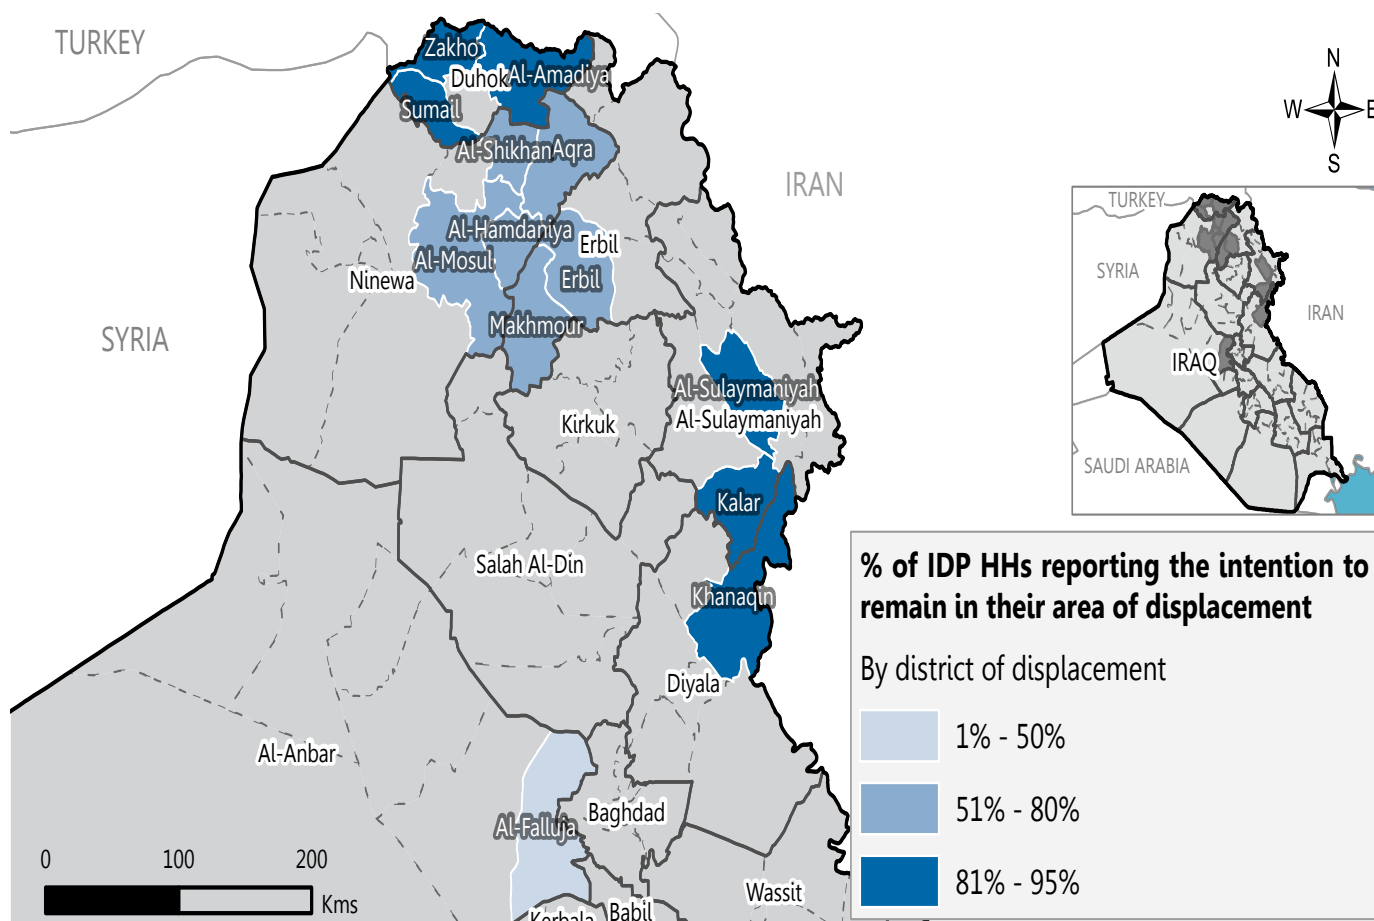 TURKEY
Zakho
Duhok
Al-Amadiya
Sumail
Al-Shikhan
Aqra
IRAN
Al-Hamdaniya
Erbil
Al-Mosul
Erbil
Ninewa
Makhmour
SYRIA
Al-Sulaymaniyah
Al-Sulaymaniyah
Kirkuk
Kalar
Salah Al-Din
Khanaqin
Diyala
Al-Anbar
Baghdad
Al-Falluja
Wassit
Kerbala
Babil
0 100 200
Kms
N
W E
S
TURKEY
SYRIA
IRAN
IRAQ
SAUDI ARABIA
% of IDP HHs reporting the intention to
remain in their area of displacement
By district of displacement
1% - 50%
51% - 80%
81% - 95%